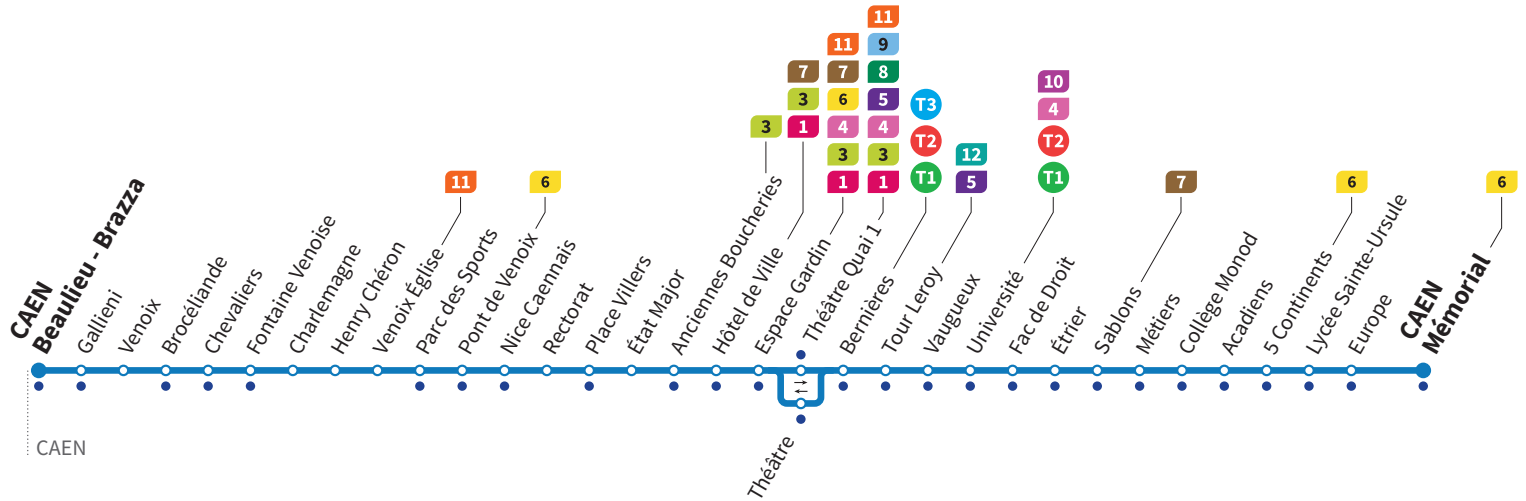 CAEN
Beaulieu - Brazza
Gallieni
Venoix
Brocéliande
Chevaliers
Fontaine Venoise
Charlemagne
Henry Chéron
Venoix Église
11
Parc des Sports
Pont de Venoix
6
Nice Caennais
Rectorat
Place Villers
État Major
Anciennes Boucheries
3
Hôtel de Ville
7
3
1
Espace Gardin
11
7
6
4
3
1
Théâtre Quai 1
11
9
8
5
4
3
1
Théâtre
Bernières
T3
T2
T1
Tour Leroy
12
5
Vaugueux
Université
10
4
T2
T1
Fac de Droit
Étrier
Sablons
7
Métiers
Collège Monod
Acadiens
5 Continents
6
Lycée Sainte-Ursule
Europe
CAEN
Mémorial
6
CAEN